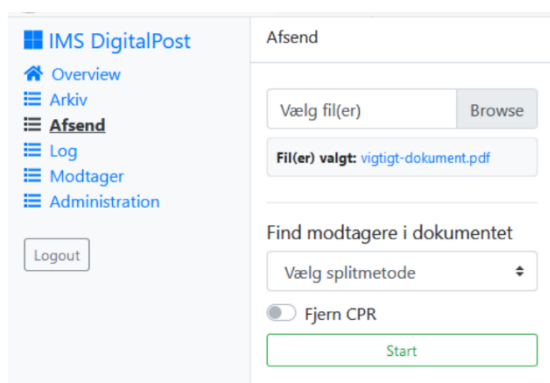 IMS DigitalPost
Overview
Arkiv
Afsend
Log
Modtager
Administration
Logout
Afsend
Vælg fil(er)
Browse
Fil(er) valgt: vigtigt-dokument.pdf
Find modtagere i dokumentet
Vælg splitmetode
Fjern CPR
Start